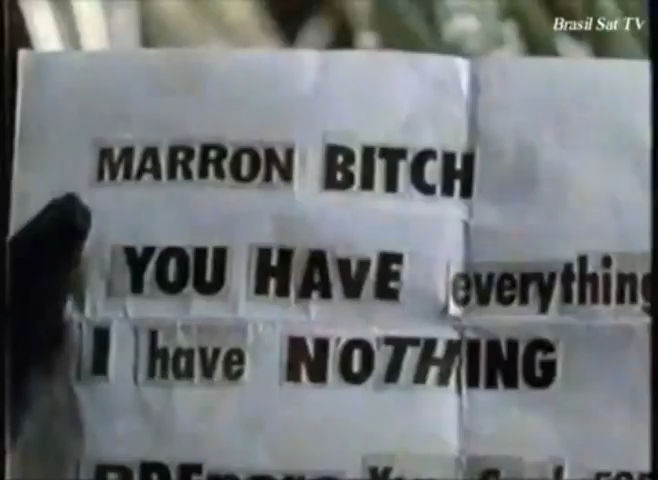 Brasil Sat TV
MARRON BITCH
YOU HAVE everything
I have NOTHING